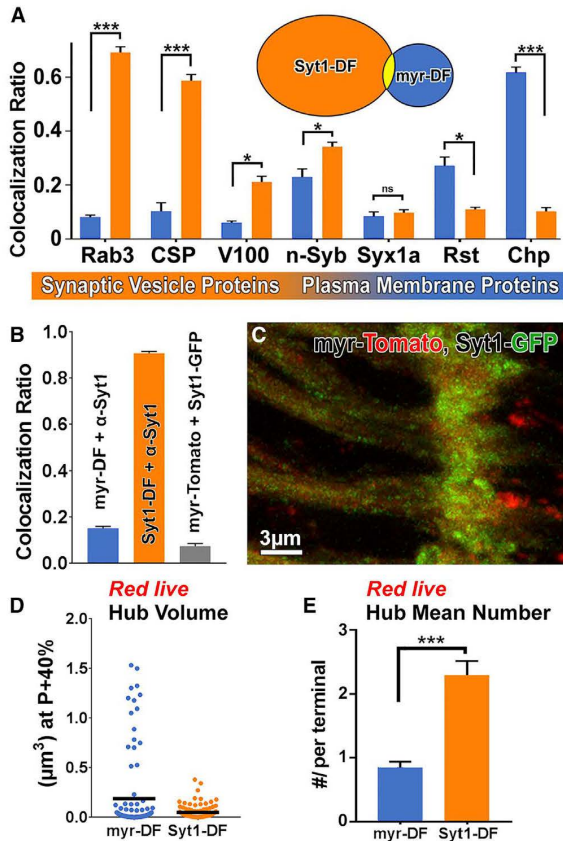 A
Colocalization Ratio
0.6
0.4
0.2
0
***
***
*
*
ns
*
***
Syt1-DF
myr-DF
Rab3 CSP V100 n-Syb Syx1a Rst Chp
Synaptic Vesicle Proteins Plasma Membrane Proteins
B
Colocalization Ratio
1.0
0.8
0.6
0.4
0.2
0.0
myr-DF + α-Syt1
Syt1-DF + α-Syt1
myr-Tomato + Syt1-GFP
C
myr-Tomato, Syt1-GFP
3μm
D
Red live
Hub Volume
(μm³) at P+40%
2.0
1.5
1.0
0.5
0.0
myr-DF Syt1-DF
E
Red live
Hub Mean Number
#/ per terminal
3
2
1
0
***
myr-DF Syt1-DF